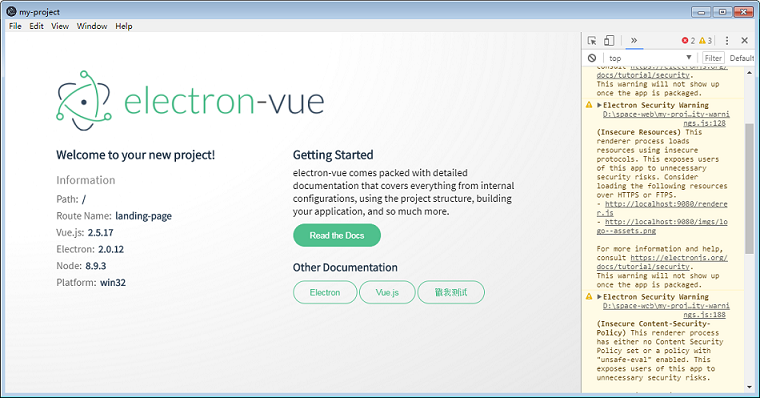 my-project
File Edit View Window Help
electron-vue
Welcome to your new project!
Information
Path: /
Route Name: landing-page
Vue.js: 2.5.17
Electron: 2.0.12
Node: 8.9.3
Platform: win32
Getting Started
electron-vue comes packed with detailed
documentation that covers everything from internal
configurations, using the project structure, building
your application, and so much more.
Read the Docs
Other Documentation
Electron Vue.js 戳我测试
» 2 3
top Filter Default
consult https://electronjs.org/
docs/tutorial/security.
This warning will not show up
once the app is packaged.
Electron Security Warning
D:\space-web\my-proj…ity-warni
ngs.js:128
(Insecure Resources) This
renderer process loads
resources using insecure
protocols. This exposes users
of this app to unnecessary
security risks. Consider
loading the following resources
over HTTPS or FTPS.
- http://localhost:9080/rendere
r.js
- http://localhost:9080/imgs/lo
go--assets.png
For more information and help,
consult https://electronjs.org/
docs/tutorial/security.
This warning will not show up
once the app is packaged.
Electron Security Warning
D:\space-web\my-proj…ity-warni
ngs.js:188
(Insecure Content-Security-
Policy) This renderer process
has either no Content Security
Policy set or a policy with
"unsafe-eval" enabled. This
exposes users of this app to
unnecessary security risks.